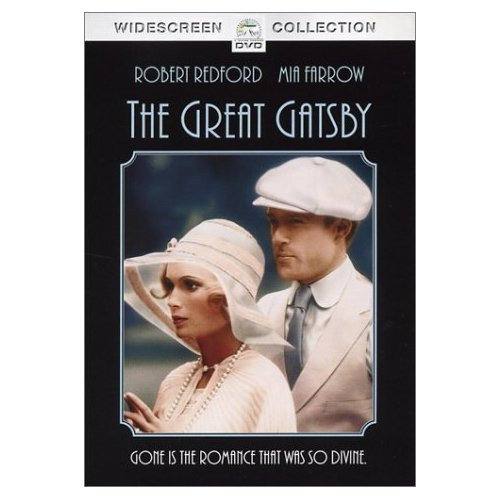 WIDESCREEN DVD COLLECTION
ROBERT REDFORD MIA FARROW
THE GREAT GATSBY
GONE IS THE ROMANCE THAT WAS SO DIVINE.